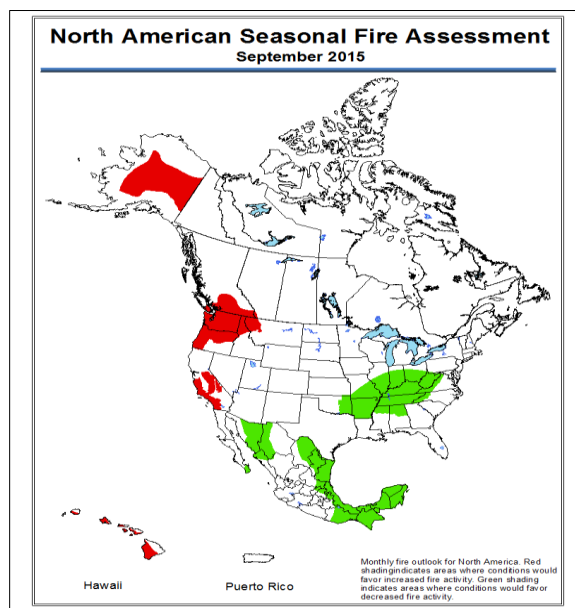 North American Seasonal Fire Assessment
September 2015
Hawaii
Puerto Rico
Monthly fire outlook for North America. Red
shadingindicates areas where conditions would
favor increased fire activity. Green shading
indicates areas where conditions would favor
decreased fire activity.